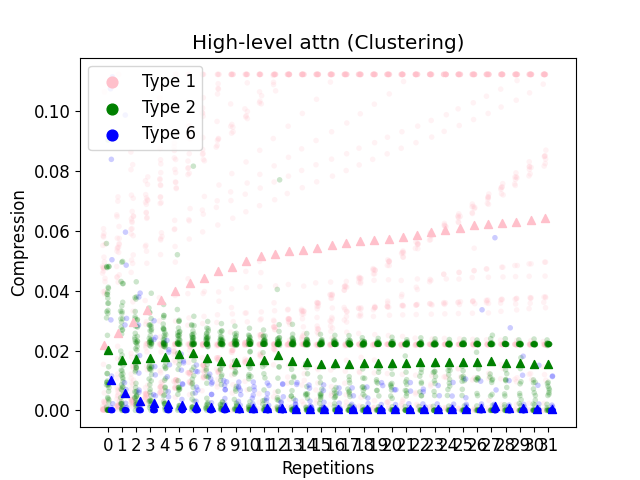 High-level attn (Clustering)
Type 1
Type 2
Type 6
Compression
0.10
0.08
0.06
0.04
0.02
0.00
0 1 2 3 4 5 6 7 8 9 10 11 12 13 14 15 16 17 18 19 20 21 22 23 24 25 26 27 28 29 30 31
Repetitions